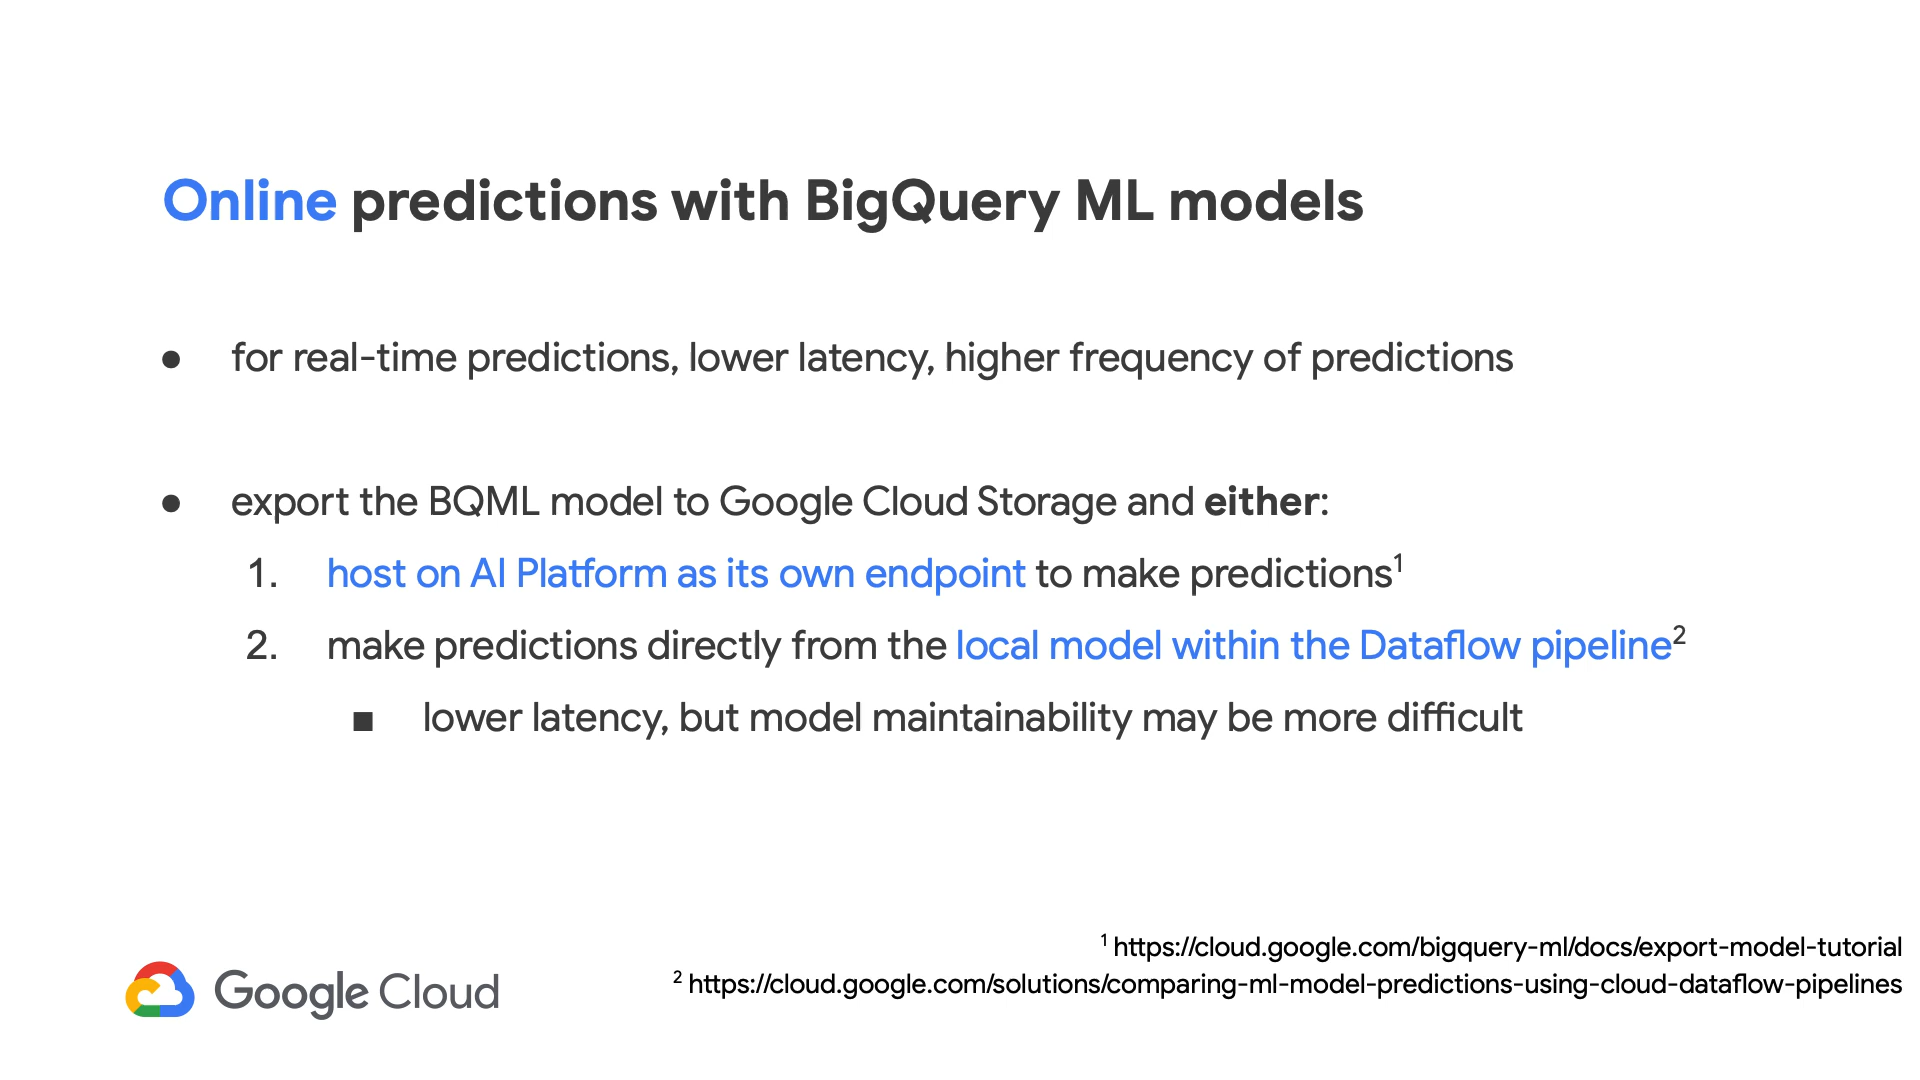 Online predictions with BigQuery ML models
● for real-time predictions, lower latency, higher frequency of predictions
● export the BQML model to Google Cloud Storage and either:
1. host on AI Platform as its own endpoint to make predictions¹
2. make predictions directly from the local model within the Dataflow pipeline²
■ lower latency, but model maintainability may be more difficult
¹ https://cloud.google.com/bigquery-ml/docs/export-model-tutorial
² https://cloud.google.com/solutions/comparing-ml-model-predictions-using-cloud-dataflow-pipelines
Google Cloud